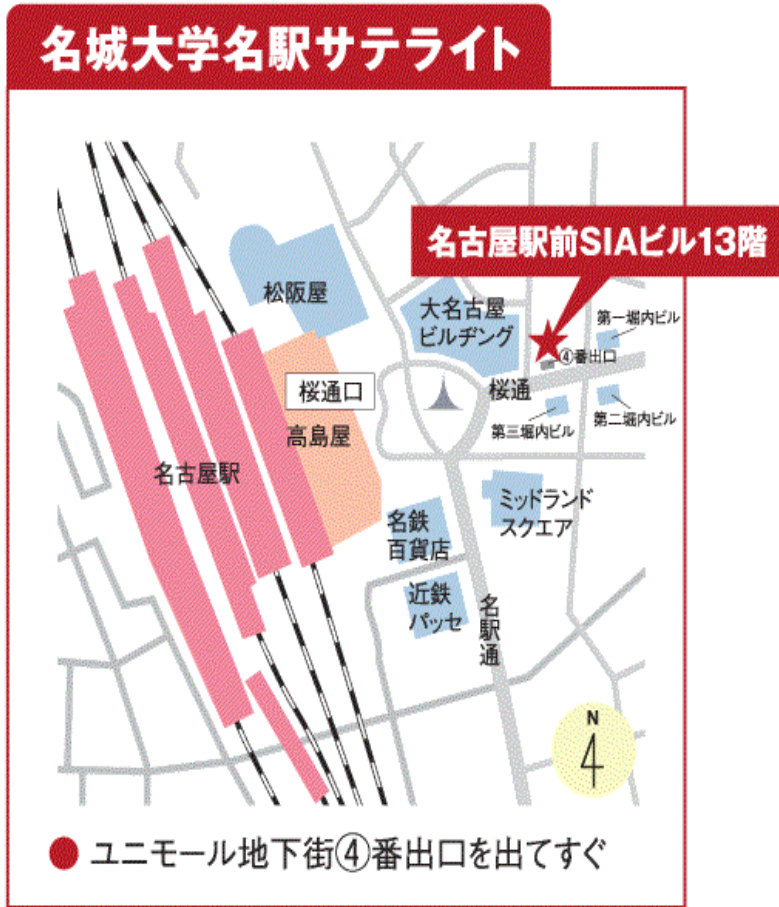 名城大学名駅サテライト
名古屋駅前SIAビル13階
松阪屋
大名古屋
ビルヂング
第一堀内ビル
④番出口
桜通口
桜通
高島屋
第三堀内ビル
第二堀内ビル
名古屋駅
ミッドランド
スクエア
名鉄
百貨店
近鉄
パッセ
名駅通
N
● ユニモール地下街④番出口を出てすぐ